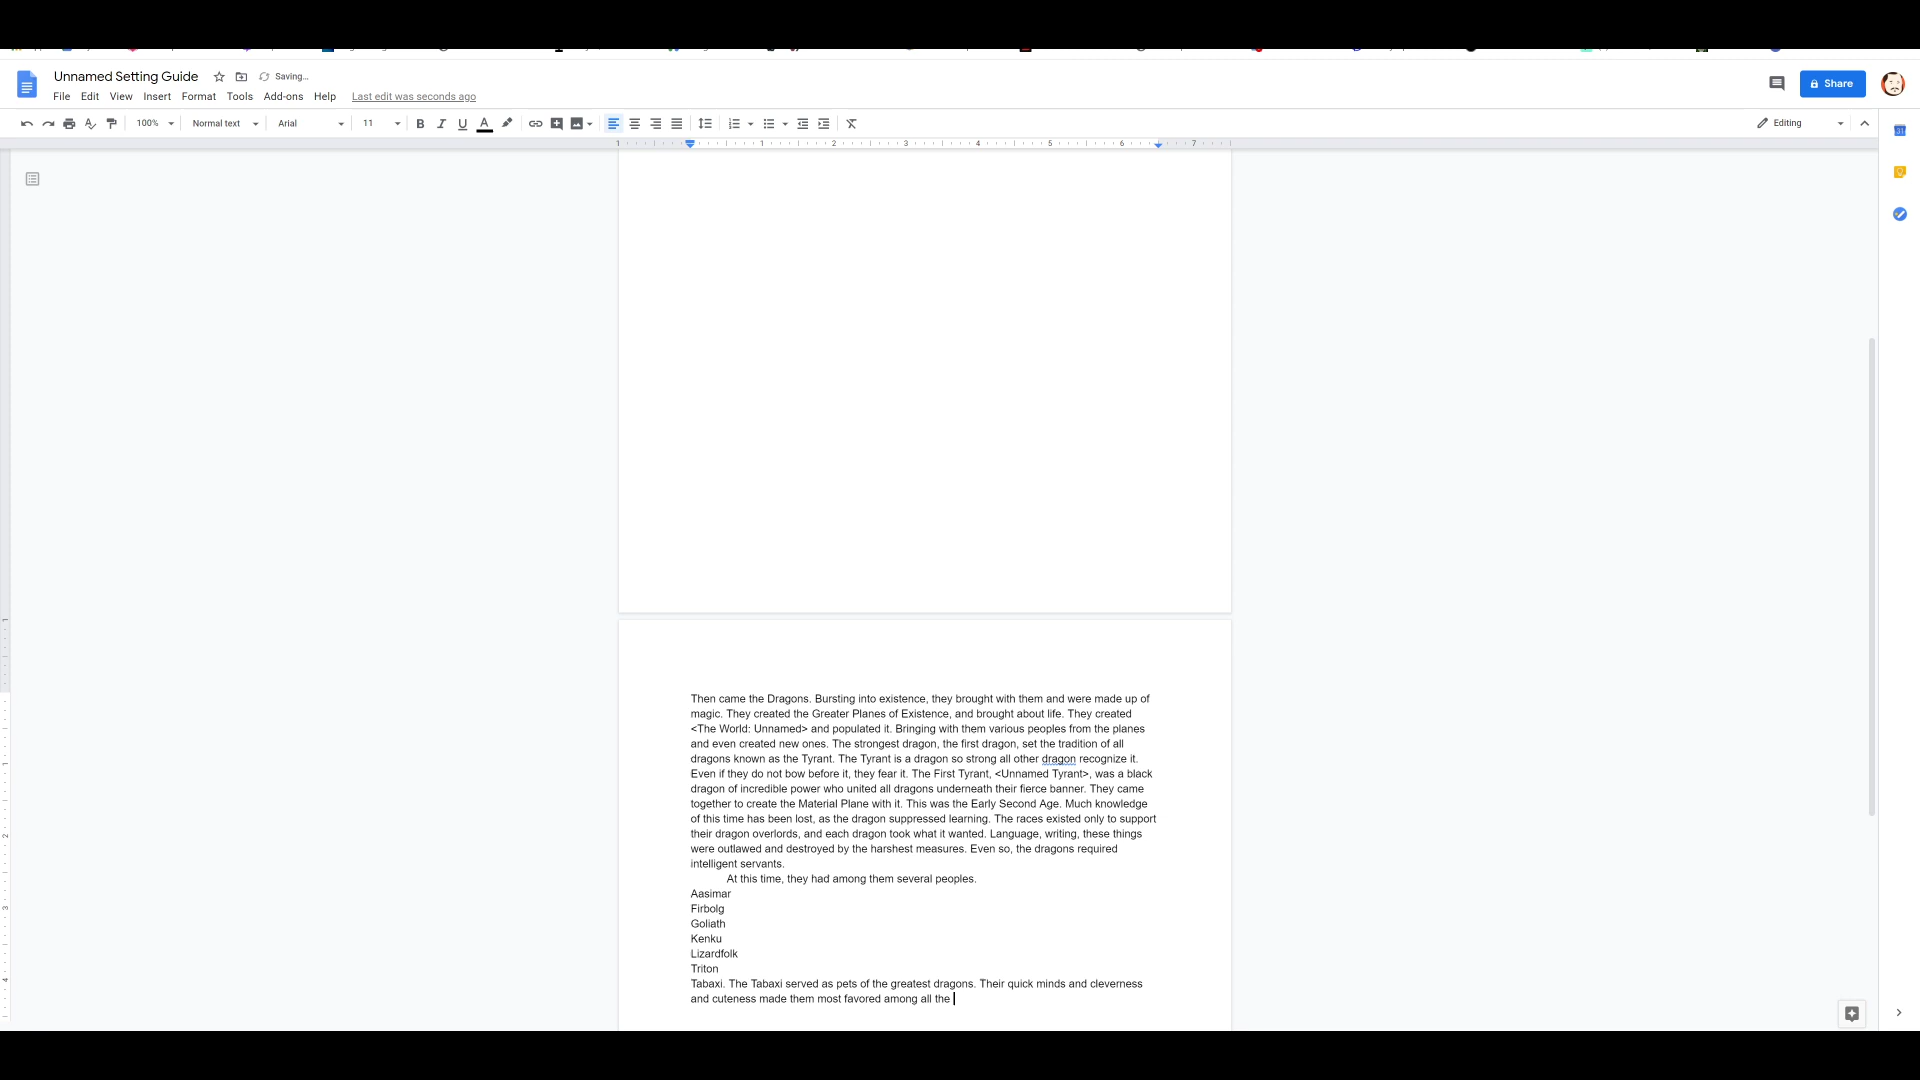 Unnamed Setting Guide
Saving...
File Edit View Insert Format Tools Add-ons Help Last edit was seconds ago
Share
100% Normal text Arial 11
Editing
1 1 2 3 4 5 6 7
Then came the Dragons. Bursting into existence, they brought with them and were made up of
magic. They created the Greater Planes of Existence, and brought about life. They created
<The World: Unnamed> and populated it. Bringing with them various peoples from the planes
and even created new ones. The strongest dragon, the first dragon, set the tradition of all
dragons known as the Tyrant. The Tyrant is a dragon so strong all other dragon recognize it.
Even if they do not bow before it, they fear it. The First Tyrant, <Unnamed Tyrant>, was a black
dragon of incredible power who united all dragons underneath their fierce banner. They came
together to create the Material Plane with it. This was the Early Second Age. Much knowledge
of this time has been lost, as the dragon suppressed learning. The races existed only to support
their dragon overlords, and each dragon took what it wanted. Language, writing, these things
were outlawed and destroyed by the harshest measures. Even so, the dragons required
intelligent servants.
At this time, they had among them several peoples.
Aasimar
Firbolg
Goliath
Kenku
Lizardfolk
Triton
Tabaxi. The Tabaxi served as pets of the greatest dragons. Their quick minds and cleverness
and cuteness made them most favored among all the